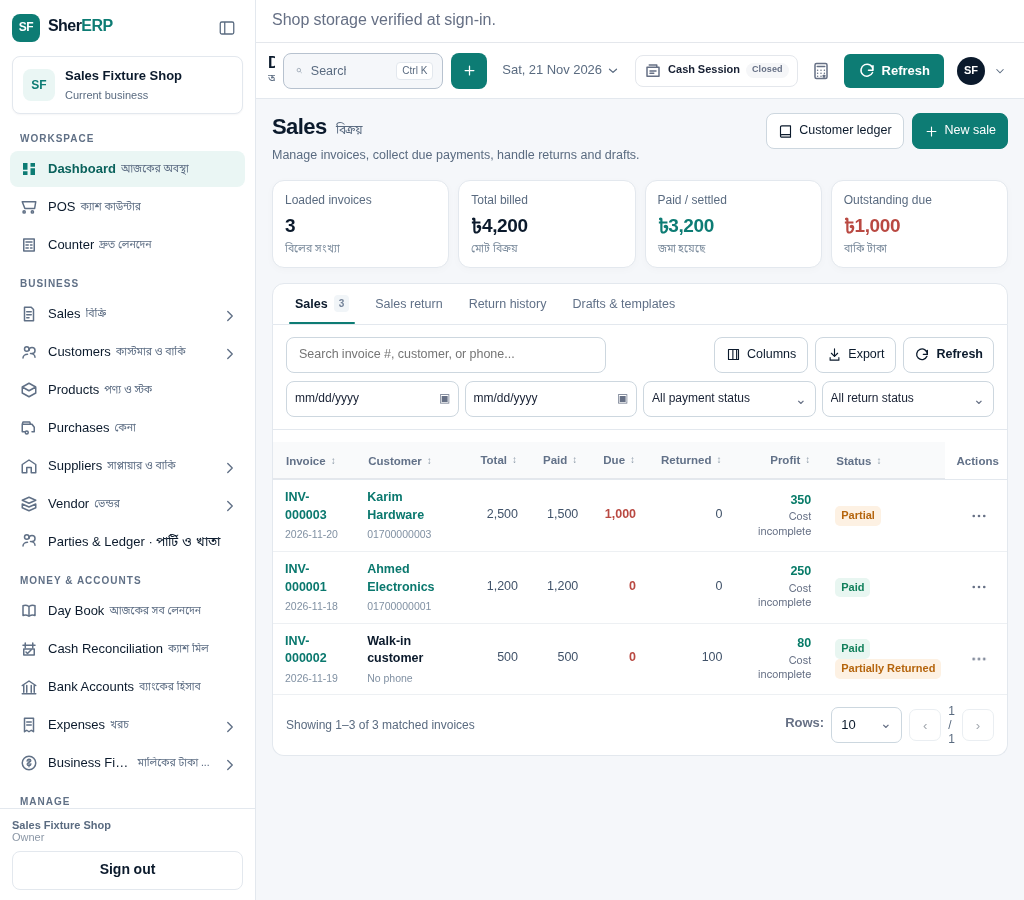 SF SherERP
SF
Sales Fixture Shop
Current business
WORKSPACE
Dashboard আজকের অবস্থা
POS ক্যাশ কাউন্টার
Counter দ্রুত লেনদেন
BUSINESS
Sales বিক্রি
Customers কাস্টমার ও বাকি
Products পণ্য ও স্টক
Purchases কেনা
Suppliers সাপ্লায়ার ও বাকি
Vendor ভেন্ডর
Parties & Ledger · পার্টি ও খাতা
MONEY & ACCOUNTS
Day Book আজকের সব লেনদেন
Cash Reconciliation ক্যাশ মিল
Bank Accounts ব্যাংকের হিসাব
Expenses খরচ
Business Fi… মালিকের টাকা ...
MANAGE
Sales Fixture Shop
Owner
Sign out
Shop storage verified at sign-in.
Search Ctrl K
Sat, 21 Nov 2026
Cash Session Closed
Refresh
SF
Sales বিক্রয়
Manage invoices, collect due payments, handle returns and drafts.
Customer ledger
New sale
Loaded invoices
3
বিলের সংখ্যা
Total billed
৳4,200
মোট বিক্রয়
Paid / settled
৳3,200
জমা হয়েছে
Outstanding due
৳1,000
বাকি টাকা
Sales 3 Sales return Return history Drafts & templates
Search invoice #, customer, or phone...
Columns Export Refresh
mm/dd/yyyy mm/dd/yyyy All payment status All return status
Invoice ↕ Customer ↕ Total ↕ Paid ↕ Due ↕ Returned ↕ Profit ↕ Status ↕ Actions
INV-000003
2026-11-20
Karim Hardware
01700000003
2,500 1,500 1,000 0
350
Cost incomplete
Partial
INV-000001
2026-11-18
Ahmed Electronics
01700000001
1,200 1,200 0 0
250
Cost incomplete
Paid
INV-000002
2026-11-19
Walk-in customer
No phone
500 500 0 100
80
Cost incomplete
Paid
Partially Returned
Showing 1–3 of 3 matched invoices
Rows: 10 ‹ 1 / 1 ›